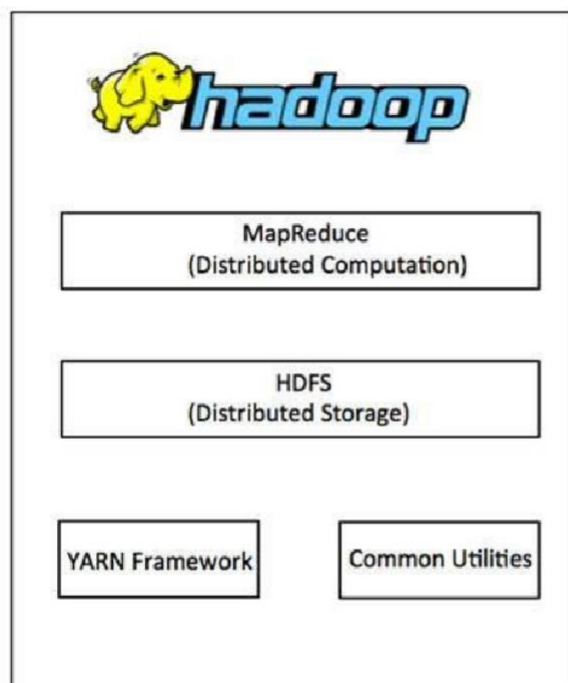 hadoop
MapReduce
(Distributed Computation)
HDFS
(Distributed Storage)
YARN Framework
Common Utilities